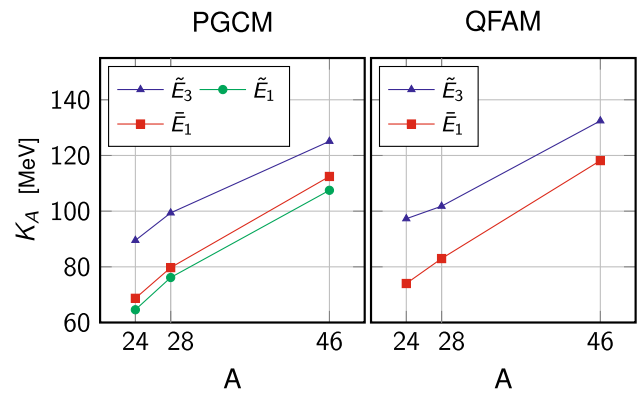 PGCM QFAM
Ẽ₃ Ẽ₁
Ē₁
Ẽ₃
Ē₁
K_A [MeV]
140
120
100
80
60
24 28 46 24 28 46
A A